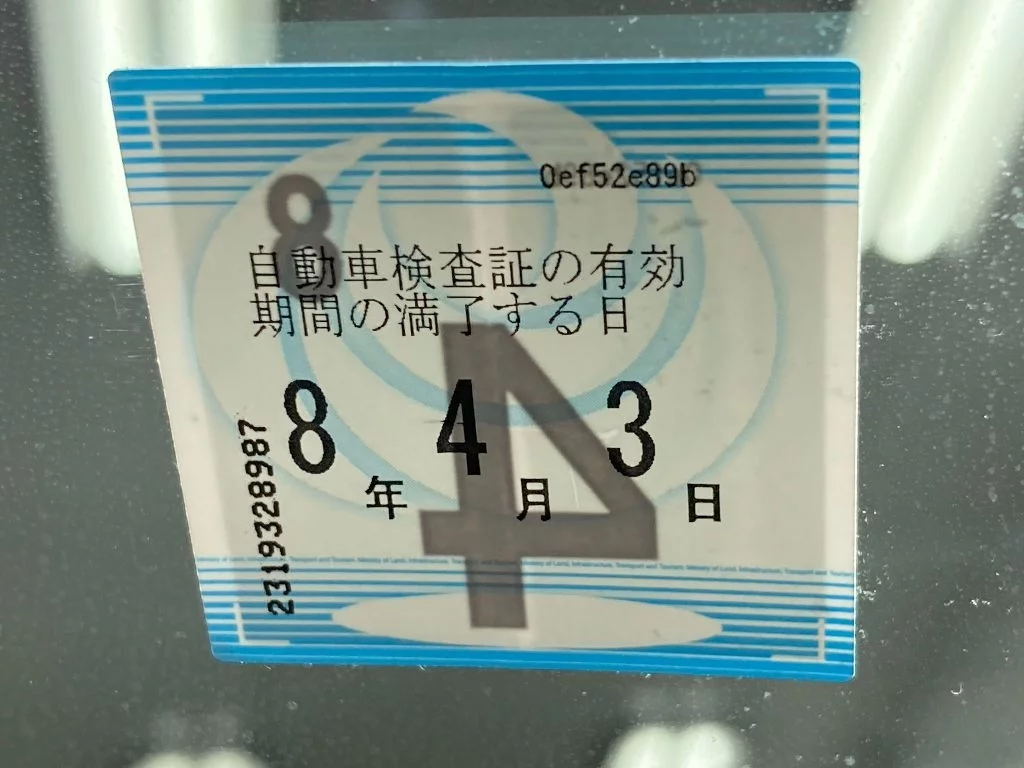 0ef52e89b
8
自動車検査証の有効
期間の満了する日
8年4月3日
4
2319328987